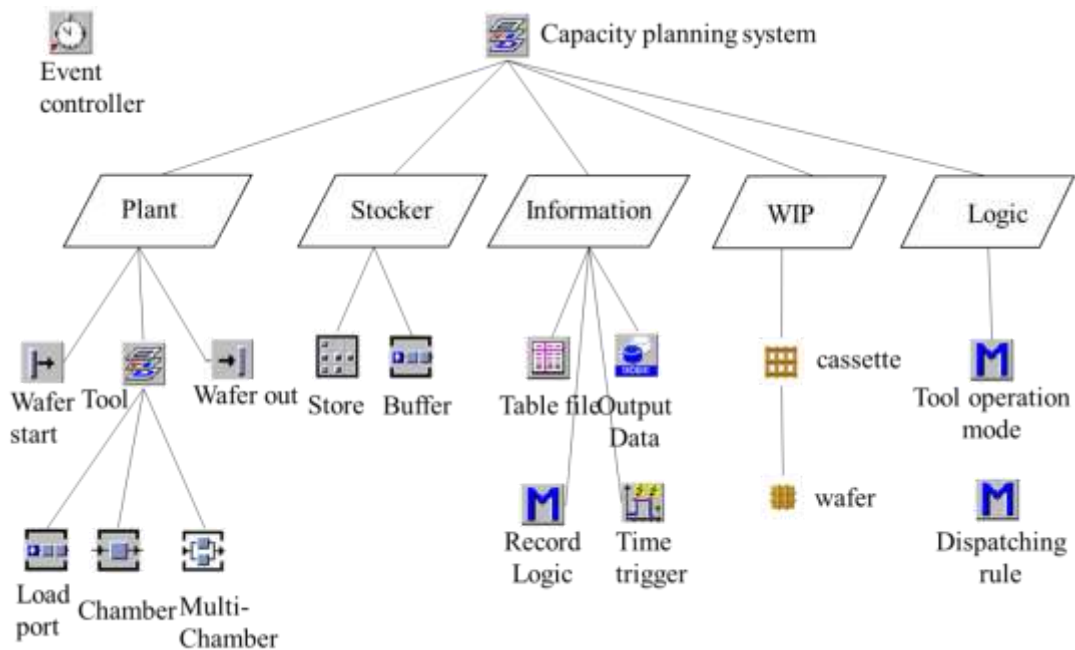 Capacity planning system
Event
controller
Plant
Stocker
Information
WIP
Logic
Wafer
start
Tool
Wafer out
Store
Buffer
Table file
Output
Data
cassette
Tool operation
mode
Record
Logic
Time
trigger
wafer
Dispatching
rule
Load
port
Chamber
Multi-
Chamber